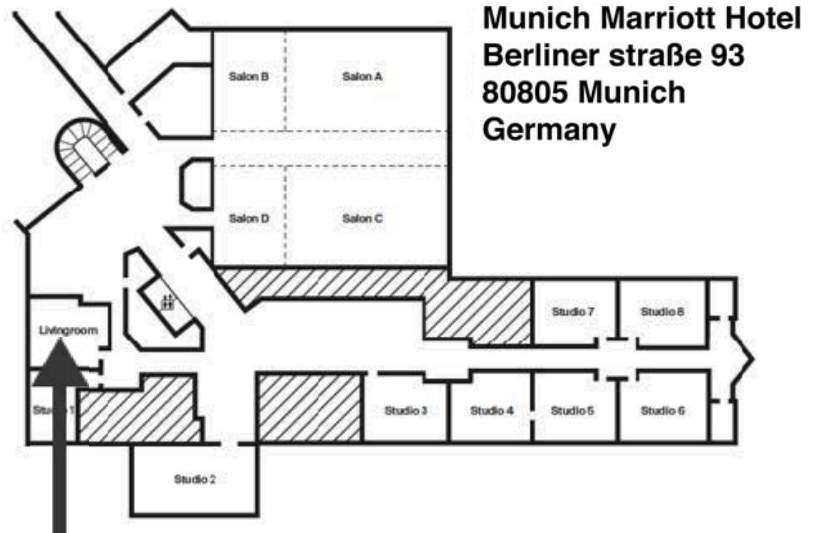 Munich Marriott Hotel
Berliner straße 93
80805 Munich
Germany
Salon B
Salon A
Salon D
Salon C
Studio 7
Studio 8
Livingroom
Studio 3
Studio 4
Studio 5
Studio 6
Studio 2